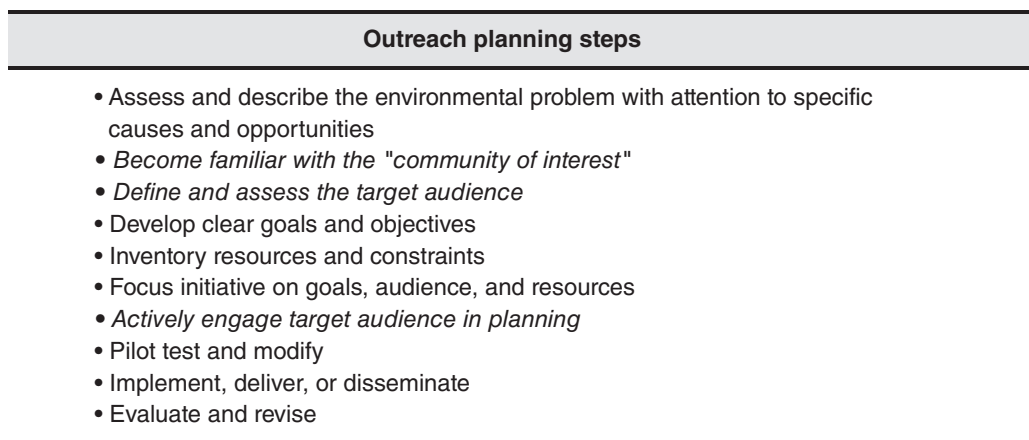 Outreach planning steps
• Assess and describe the environmental problem with attention to specific
causes and opportunities
• Become familiar with the "community of interest"
• Define and assess the target audience
• Develop clear goals and objectives
• Inventory resources and constraints
• Focus initiative on goals, audience, and resources
• Actively engage target audience in planning
• Pilot test and modify
• Implement, deliver, or disseminate
• Evaluate and revise